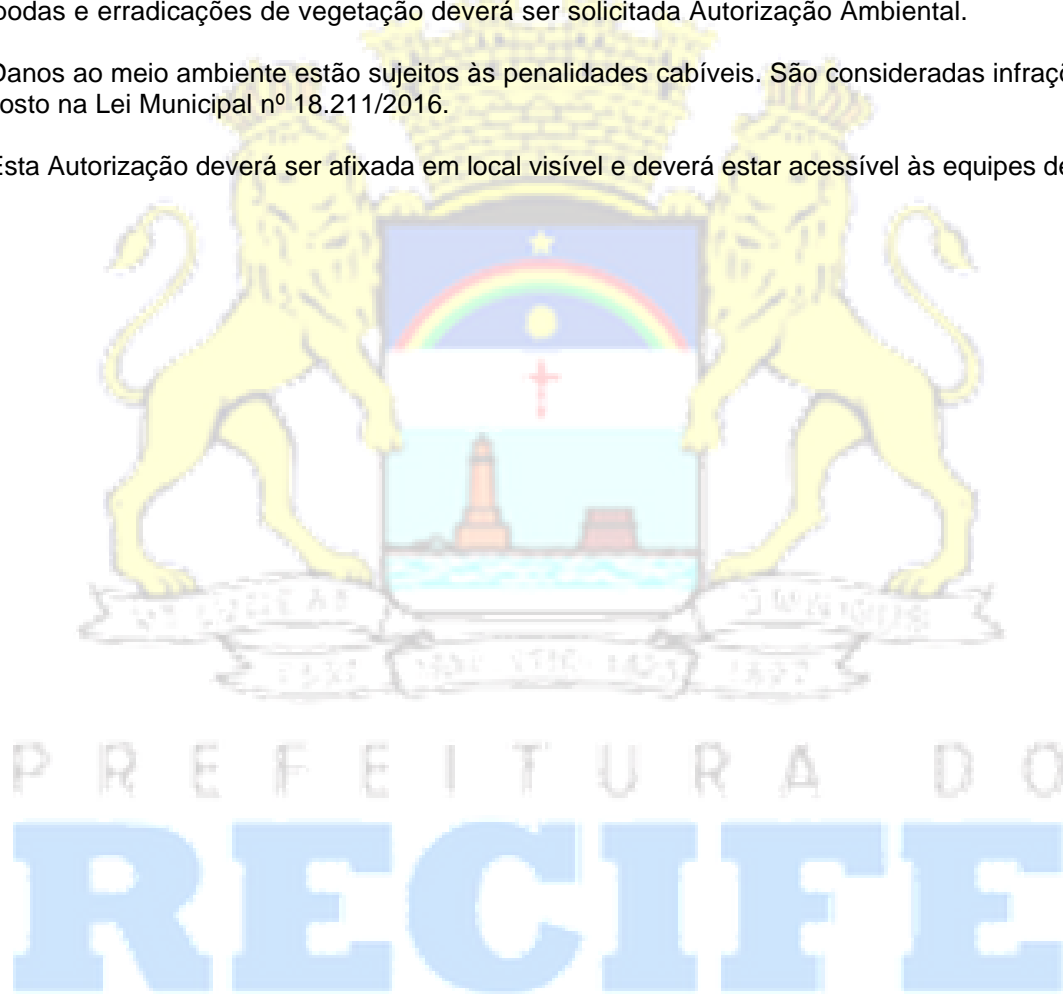 podas e erradicações de vegetação deverá ser solicitada Autorização Ambiental.
Danos ao meio ambiente estão sujeitos às penalidades cabíveis. São consideradas infraçõ
osto na Lei Municipal nº 18.211/2016.
Esta Autorização deverá ser afixada em local visível e deverá estar acessível às equipes de
PREFEITURA DO
RECIFE